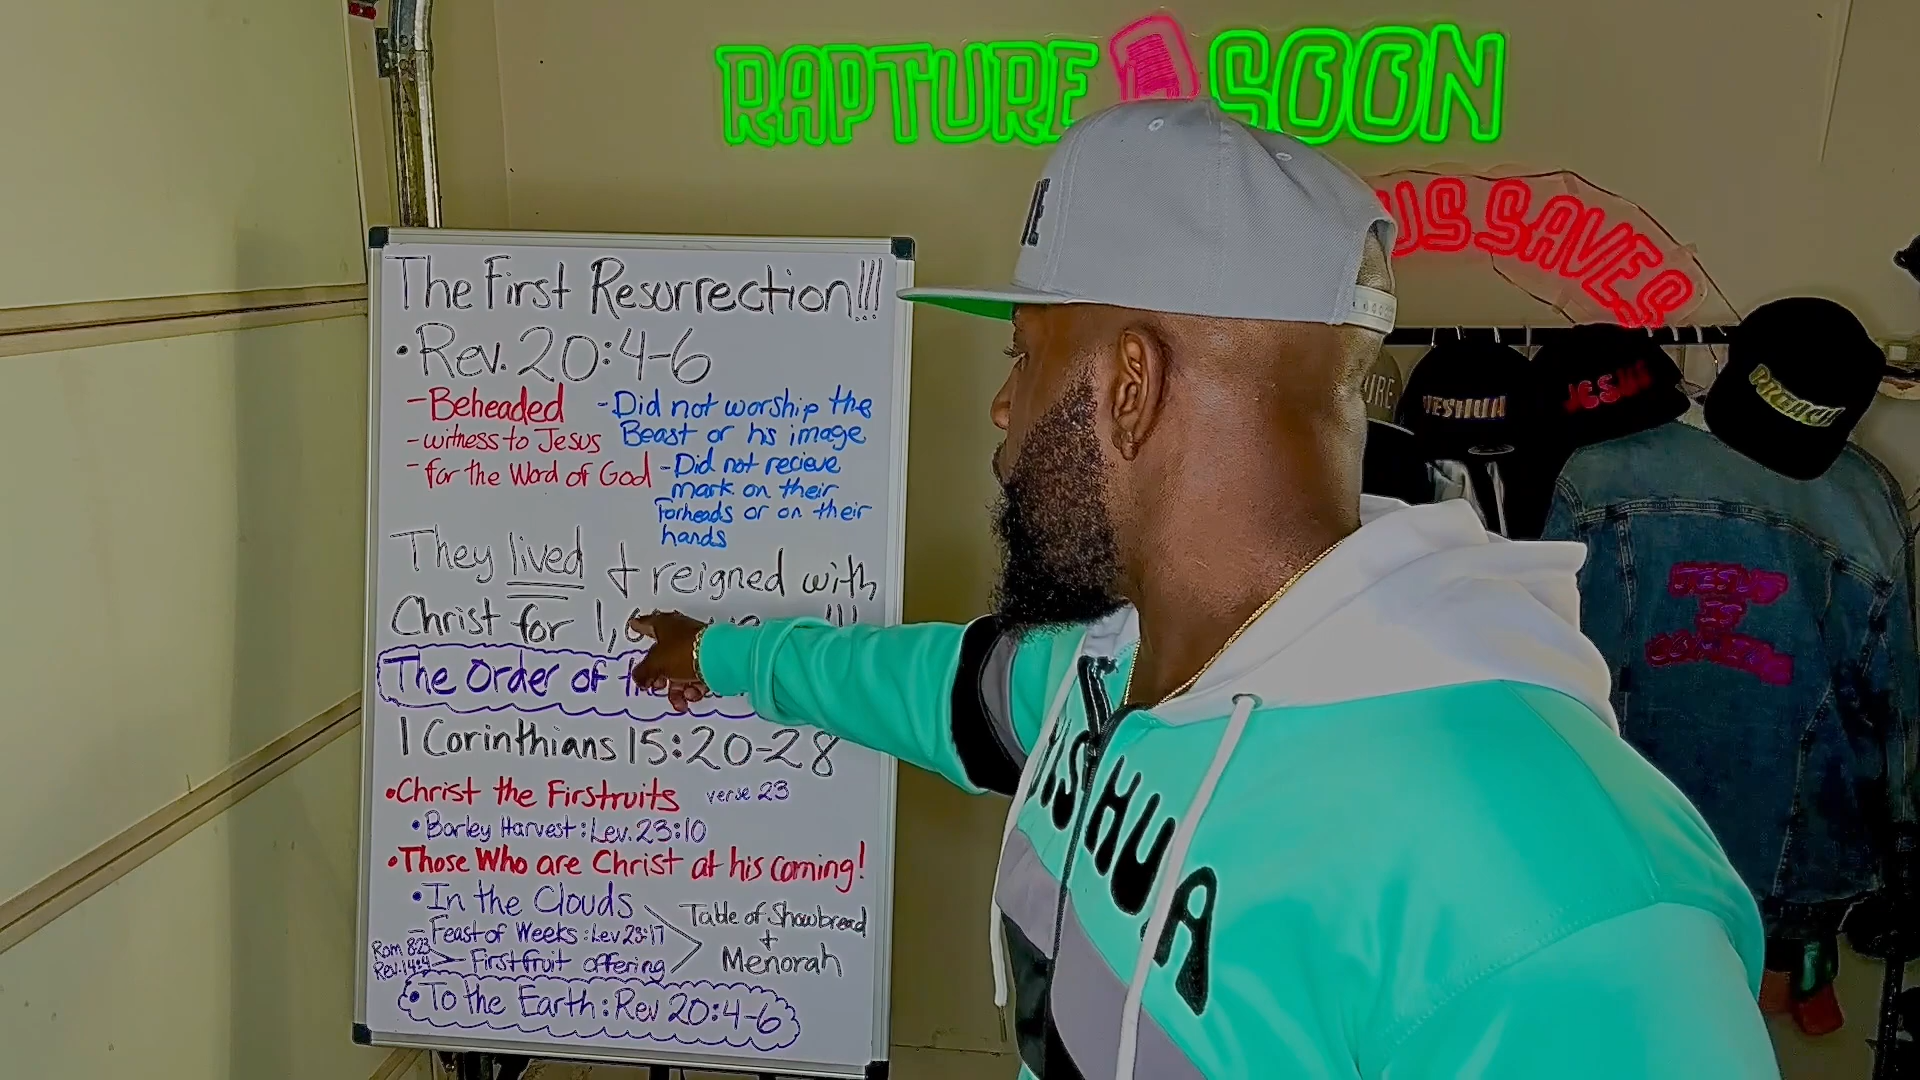 RAPTURE SOON
US SAVES
The First Resurrection!!!
• Rev. 20:4-6
- Beheaded
- witness to Jesus
- for the Word of God
- Did not worship the
Beast or his image
- Did not recieve
mark on their
Forheads or on their
hands
They lived + reigned with
Christ for
The Order of the
1 Corinthians 15:20-28
• Christ the Firstruits verse 23
• Barley Harvest: Lev. 23:10
• Those Who are Christ at his coming!
• In the Clouds
- Feast of Weeks: Lev 23:17
Rom 8:23
Rev. 14:4
- Firstfruit offering
Table of Showbread
+
Menorah
• To the Earth: Rev 20:4-6
YESHUA
JESUS